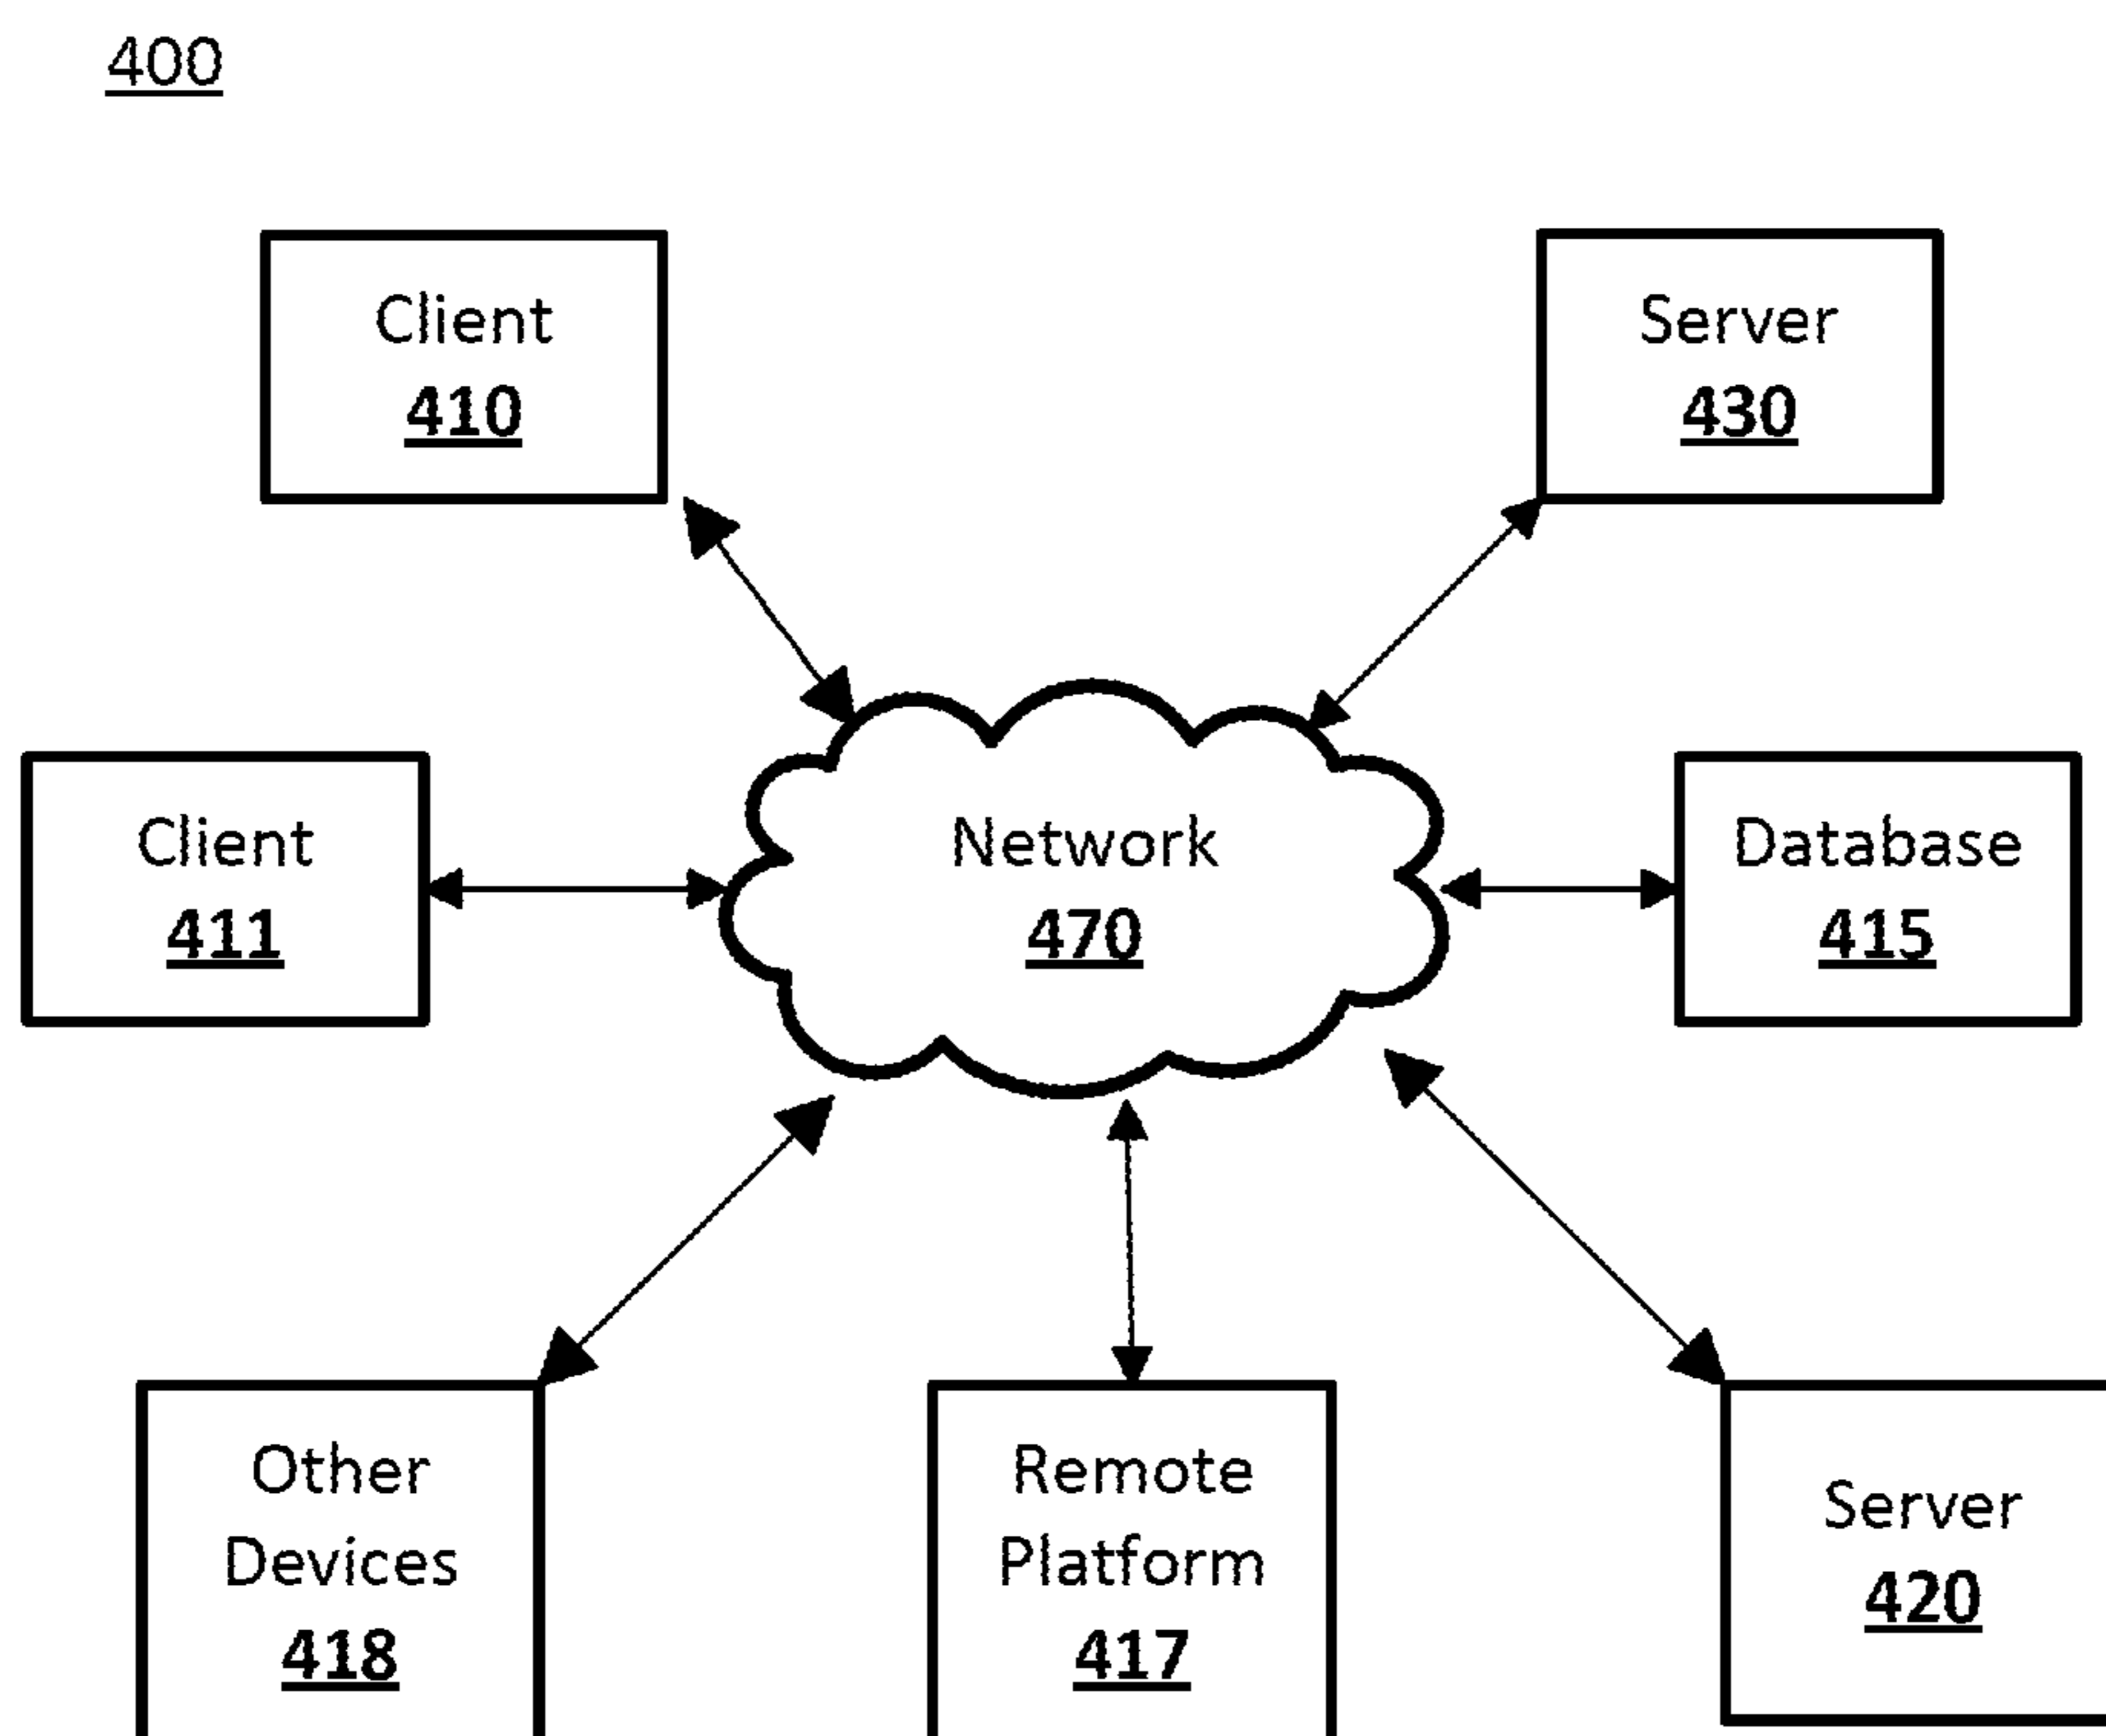 400
Client
410
Server
430
Client
411
Network
470
Database
415
Other
Devices
418
Remote
Platform
417
Server
420